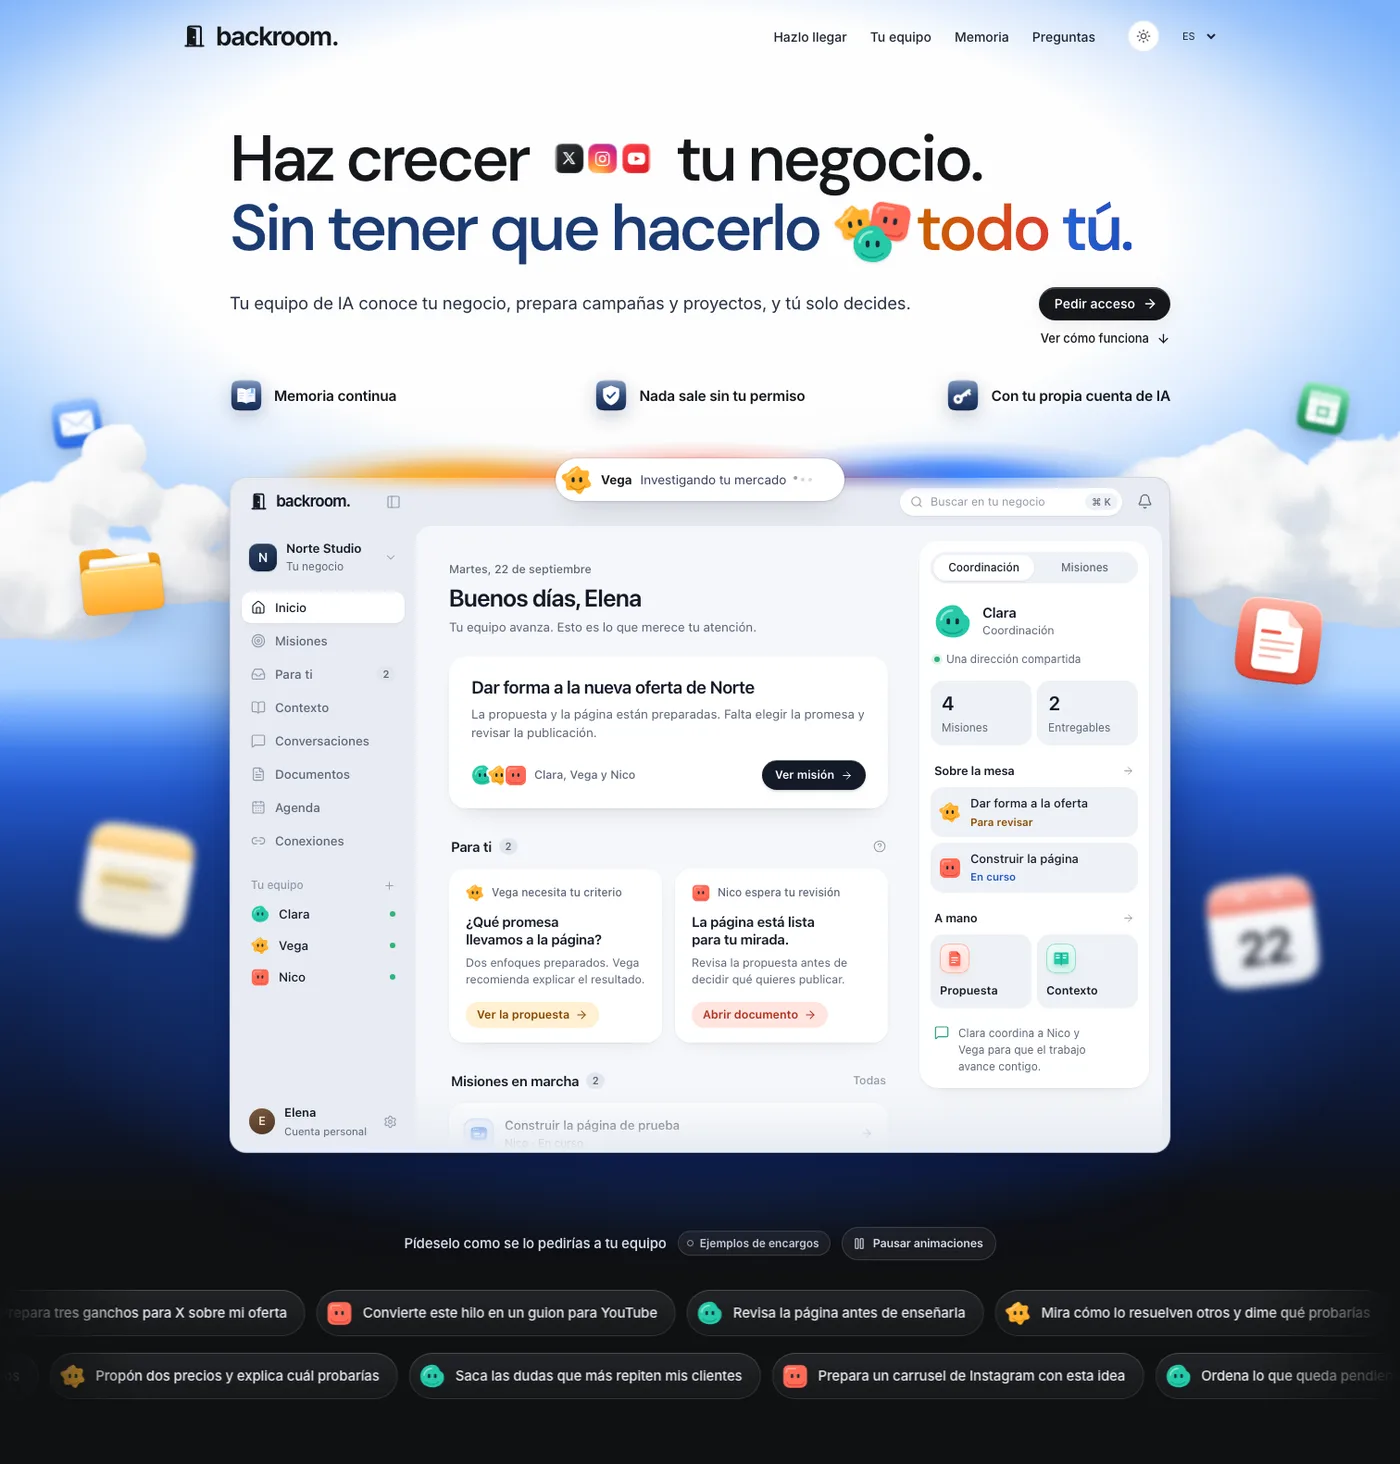 backroom.
Hazlo llegar
Tu equipo
Memoria
Preguntas
ES
Haz crecer tu negocio.
Sin tener que hacerlo todo tú.
Tu equipo de IA conoce tu negocio, prepara campañas y proyectos, y tú solo decides.
Pedir acceso
Ver cómo funciona
Memoria continua
Nada sale sin tu permiso
Con tu propia cuenta de IA
Vega Investigando tu mercado
backroom.
Buscar en tu negocio
⌘ K
N
Norte Studio
Tu negocio
Inicio
Misiones
Para ti 2
Contexto
Conversaciones
Documentos
Agenda
Conexiones
Tu equipo
Clara
Vega
Nico
E
Elena
Cuenta personal
Martes, 22 de septiembre
Buenos días, Elena
Tu equipo avanza. Esto es lo que merece tu atención.
Dar forma a la nueva oferta de Norte
La propuesta y la página están preparadas. Falta elegir la promesa y
revisar la publicación.
Clara, Vega y Nico
Ver misión
Para ti 2
Vega necesita tu criterio
¿Qué promesa
llevamos a la página?
Dos enfoques preparados. Vega
recomienda explicar el resultado.
Ver la propuesta
Nico espera tu revisión
La página está lista
para tu mirada.
Revisa la propuesta antes de
decidir qué quieres publicar.
Abrir documento
Misiones en marcha 2
Todas
Construir la página de prueba
Nico · En curso
Coordinación
Misiones
Clara
Coordinación
Una dirección compartida
4
Misiones
2
Entregables
Sobre la mesa
Dar forma a la oferta
Para revisar
Construir la página
En curso
A mano
Propuesta
Contexto
Clara coordina a Nico y
Vega para que el trabajo
avance contigo.
22
Pídeselo como se lo pedirías a tu equipo
Ejemplos de encargos
Pausar animaciones
tres ganchos para X sobre mi oferta
Convierte este hilo en un guion para YouTube
Revisa la página antes de enseñarla
Mira cómo lo resuelven otros y dime qué probarías
Propón dos precios y explica cuál probarías
Saca las dudas que más repiten mis clientes
Prepara un carrusel de Instagram con esta idea
Ordena lo que queda